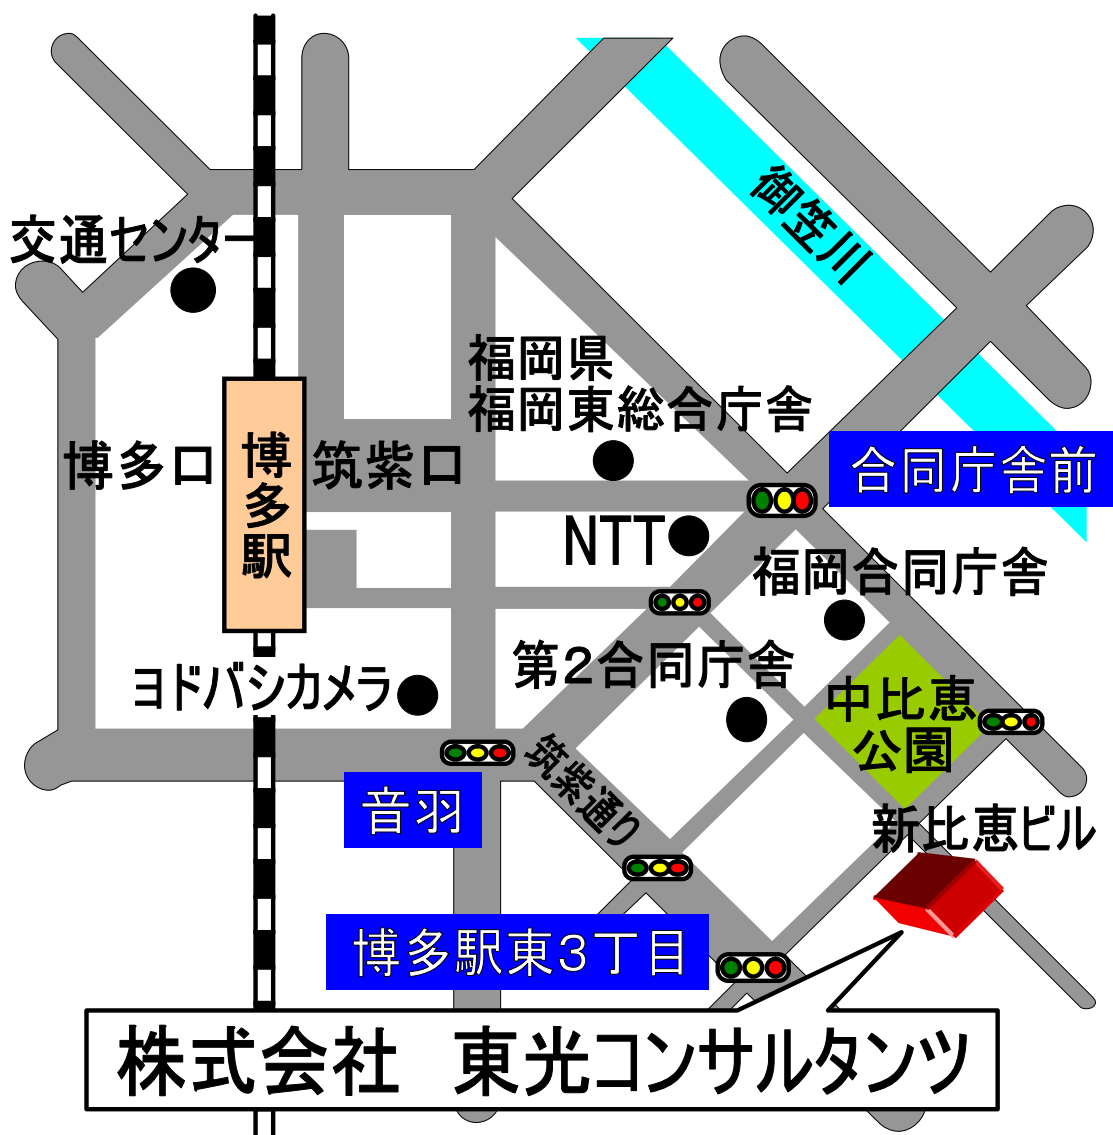 御笠川
交通センター
福岡県
福岡東総合庁舎
博多口
博多駅
筑紫口
合同庁舎前
NTT
福岡合同庁舎
第2合同庁舎
ヨドバシカメラ
中比恵
公園
筑紫通り
音羽
新比恵ビル
博多駅東3丁目
株式会社 東光コンサルタンツ